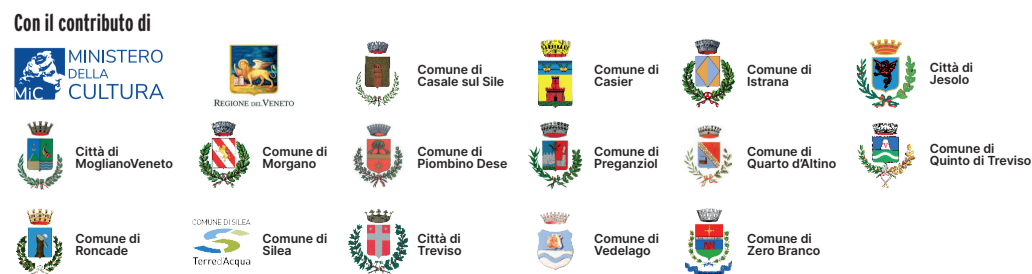 Con il contributo di
MiC
MINISTERO
DELLA
CULTURA
REGIONE DEL VENETO
Comune di
Casale sul Sile
Comune di
Casier
Comune di
Istrana
Città di
Jesolo
Città di
MoglianoVeneto
Comune di
Morgano
Comune di
Piombino Dese
Comune di
Preganziol
Comune di
Quarto d'Altino
Comune di
Quinto di Treviso
Comune di
Roncade
COMUNE DI SILEA
TerredAcqua
Comune di
Silea
Città di
Treviso
Comune di
Vedelago
Comune di
Zero Branco